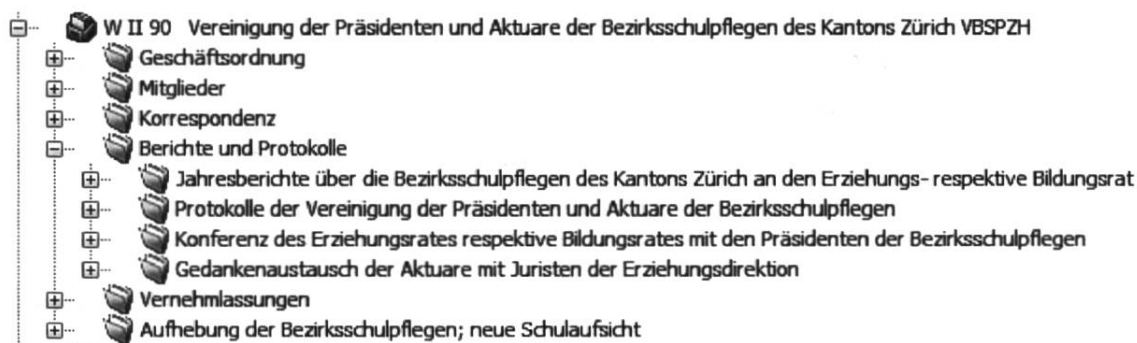 W II 90 Vereinigung der Präsidenten und Aktuare der Bezirksschulpflegen des Kantons Zürich VBSPZH
Geschäftsordnung
Mitglieder
Korrespondenz
Berichte und Protokolle
Jahresberichte über die Bezirksschulpflegen des Kantons Zürich an den Erziehungs- respektive Bildungsrat
Protokolle der Vereinigung der Präsidenten und Aktuare der Bezirksschulpflegen
Konferenz des Erziehungsrates respektive Bildungsrates mit den Präsidenten der Bezirksschulpflegen
Gedankenaustausch der Aktuare mit Juristen der Erziehungsdirektion
Vernehmlassungen
Aufhebung der Bezirksschulpflegen; neue Schulaufsicht